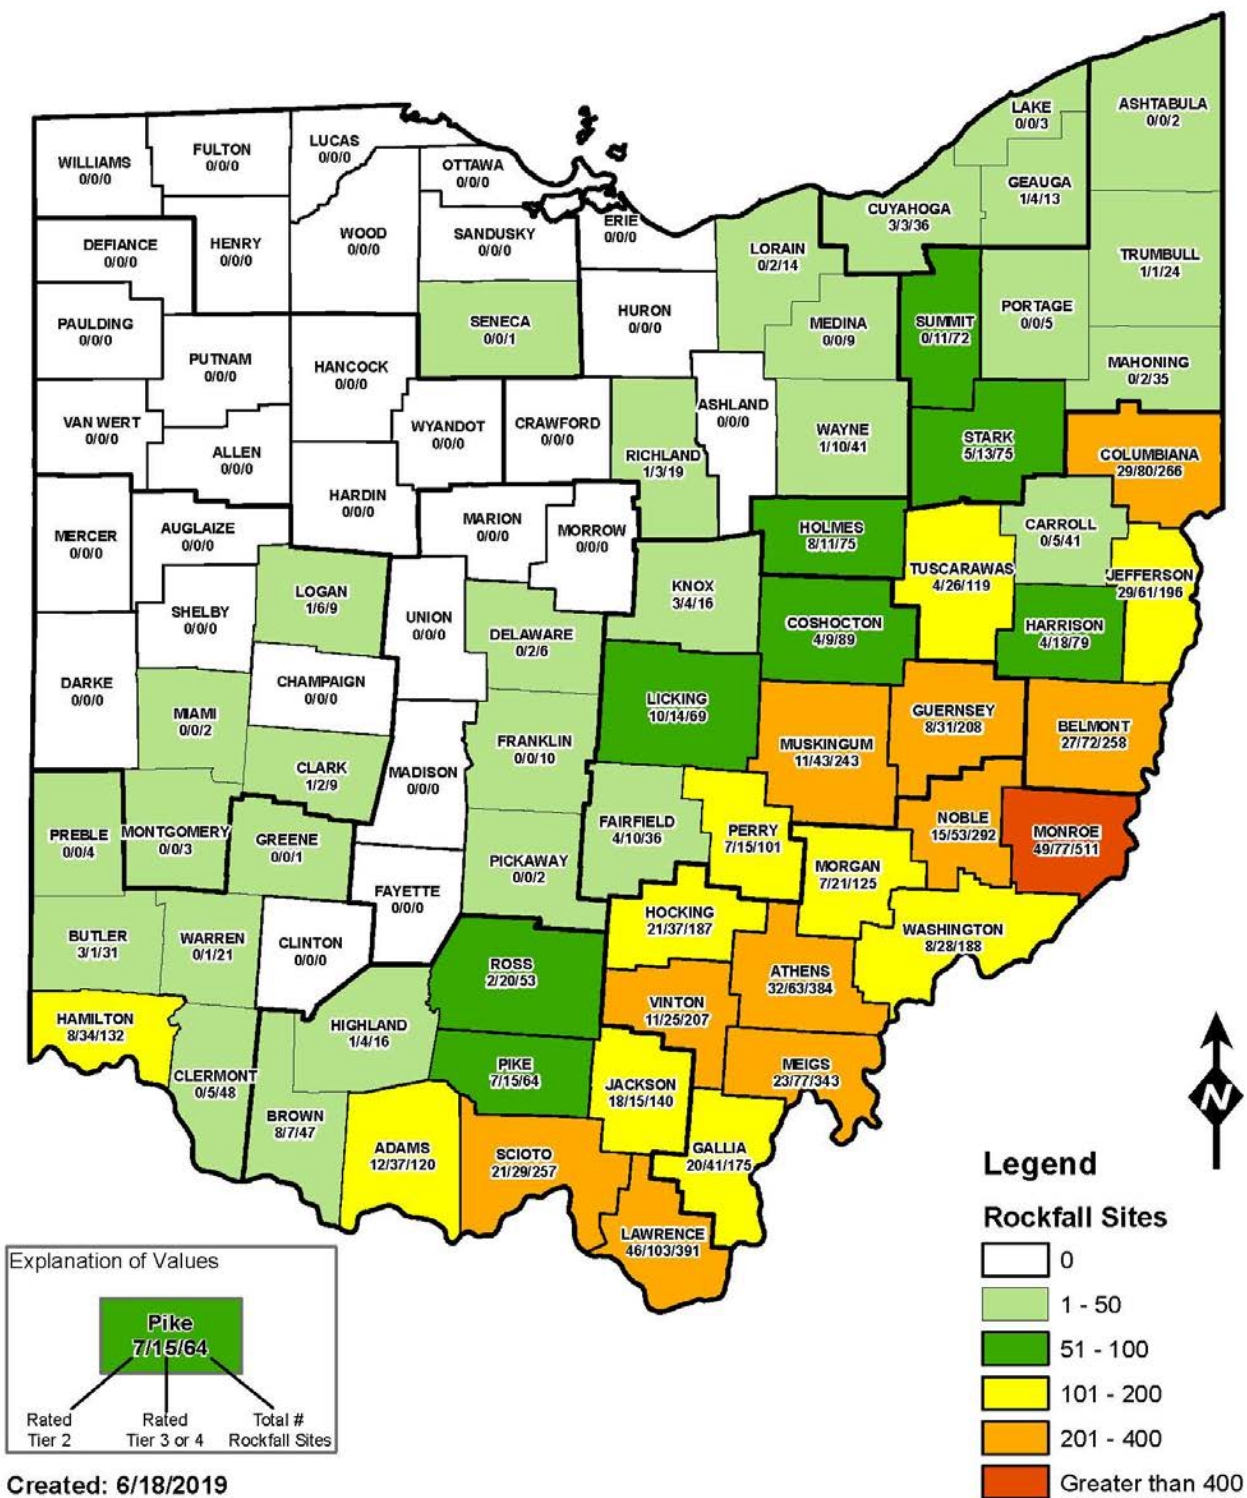 LAKE
0/0/3
ASHTABULA
0/0/2
WILLIAMS
0/0/0
FULTON
0/0/0
LUCAS
0/0/0
OTTAWA
0/0/0
GEAUGA
1/4/13
CUYAHOGA
3/3/36
DEFIANCE
0/0/0
HENRY
0/0/0
WOOD
0/0/0
SANDUSKY
0/0/0
ERIE
0/0/0
LORAIN
0/2/14
TRUMBULL
1/1/24
PAULDING
0/0/0
SENECA
0/0/1
HURON
0/0/0
MEDINA
0/0/9
SUMMIT
0/11/72
PORTAGE
0/0/5
PUTNAM
0/0/0
HANCOCK
0/0/0
MAHONING
0/2/35
VAN WERT
0/0/0
ALLEN
0/0/0
WYANDOT
0/0/0
CRAWFORD
0/0/0
ASHLAND
0/0/0
RICHLAND
1/3/19
WAYNE
1/10/41
STARK
5/13/75
COLUMBIANA
29/80/266
HARDIN
0/0/0
MERCER
0/0/0
AUGLAIZE
0/0/0
MARION
0/0/0
MORROW
0/0/0
HOLMES
8/11/75
CARROLL
0/5/41
TUSCARAWAS
4/26/119
JEFFERSON
29/61/196
LOGAN
1/6/9
KNOX
3/4/16
SHELBY
0/0/0
UNION
0/0/0
DELAWARE
0/2/6
COSHOCTON
4/9/89
HARRISON
4/18/79
DARKE
0/0/0
CHAMPAIGN
0/0/0
MIAMI
0/0/2
LICKING
10/14/69
GUERNSEY
8/31/208
BELMONT
27/72/258
FRANKLIN
0/0/10
MUSKINGUM
11/43/243
CLARK
1/2/9
MADISON
0/0/0
PREBLE
0/0/4
MONTGOMERY
0/0/3
GREENE
0/0/1
FAIRFIELD
4/10/36
PERRY
7/15/101
NOBLE
15/53/292
MONROE
49/77/511
PICKAWAY
0/0/2
MORGAN
7/21/125
FAYETTE
0/0/0
HOCKING
21/37/187
BUTLER
3/1/31
WARREN
0/1/21
CLINTON
0/0/0
WASHINGTON
8/28/188
ROSS
2/20/53
ATHENS
32/63/384
VINTON
11/25/207
HAMILTON
8/34/132
HIGHLAND
1/4/16
PIKE
7/15/64
MEIGS
23/77/343
CLERMONT
0/5/48
JACKSON
18/15/140
BROWN
8/7/47
ADAMS
12/37/120
SCIOTO
21/29/257
GALLIA
20/41/175
LAWRENCE
46/103/391
N
Explanation of Values
Pike
7/15/64
Rated
Tier 2
Rated
Tier 3 or 4
Total #
Rockfall Sites
Created: 6/18/2019
Legend
Rockfall Sites
0
1 - 50
51 - 100
101 - 200
201 - 400
Greater than 400